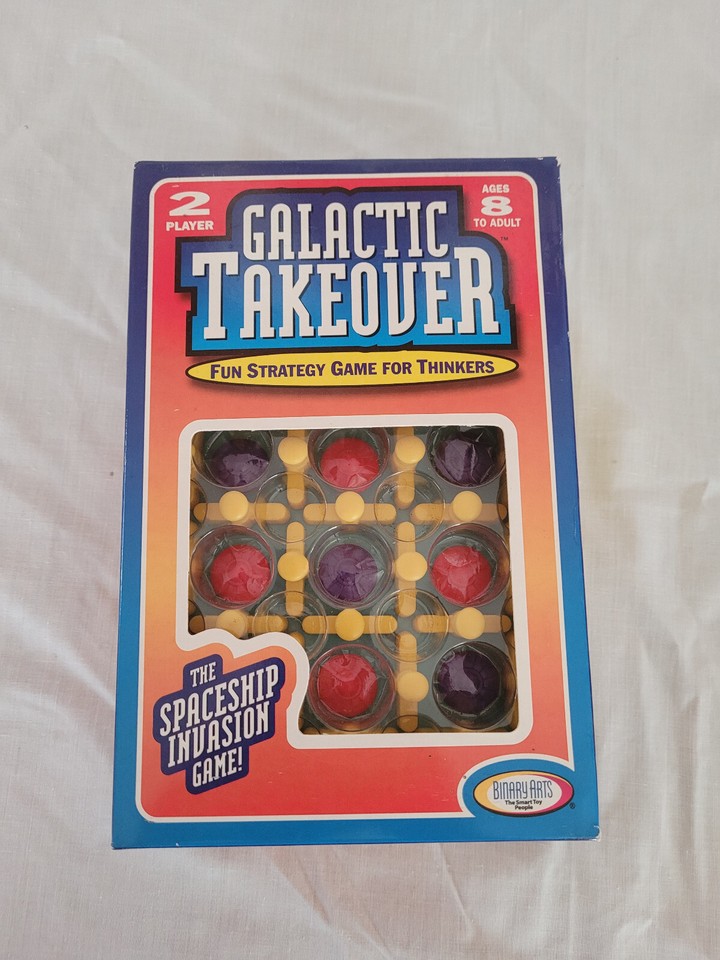 2
PLAYER
AGES
8
TO ADULT
GALACTIC
TAKEOVER™
FUN STRATEGY GAME FOR THINKERS
THE
SPACESHIP
INVASION
GAME!
BINARY ARTS
The Smart Toy
People
®